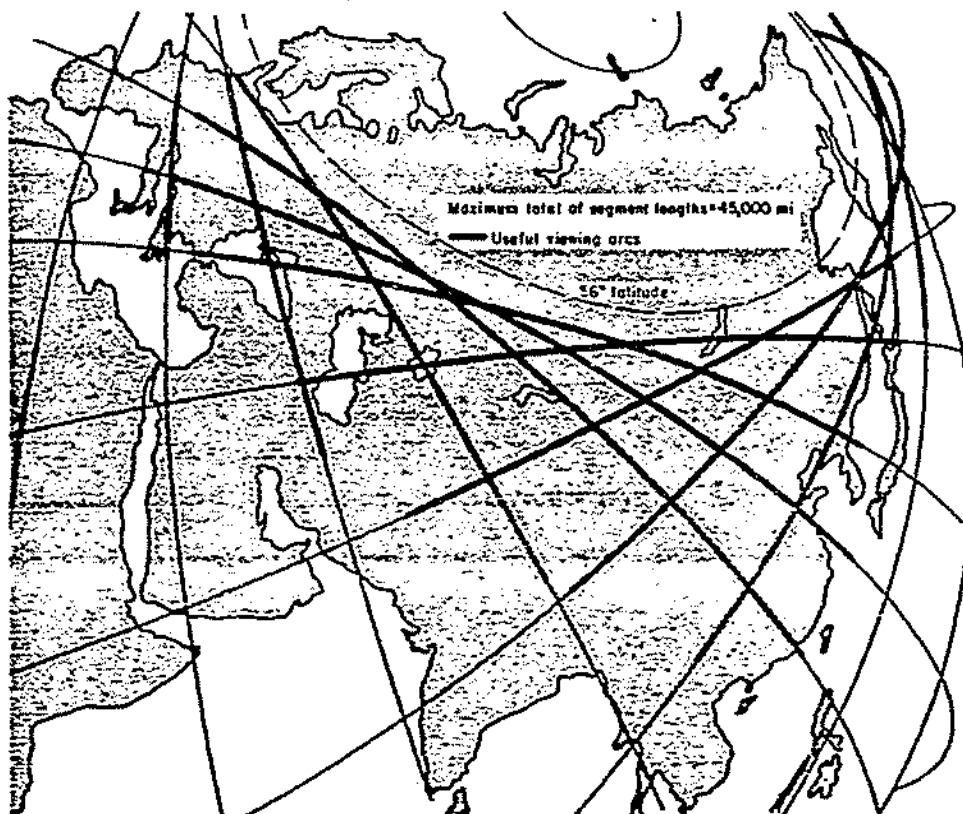 Maximum total of segment lengths=45,000 mi
Useful viewing arcs
56° latitude